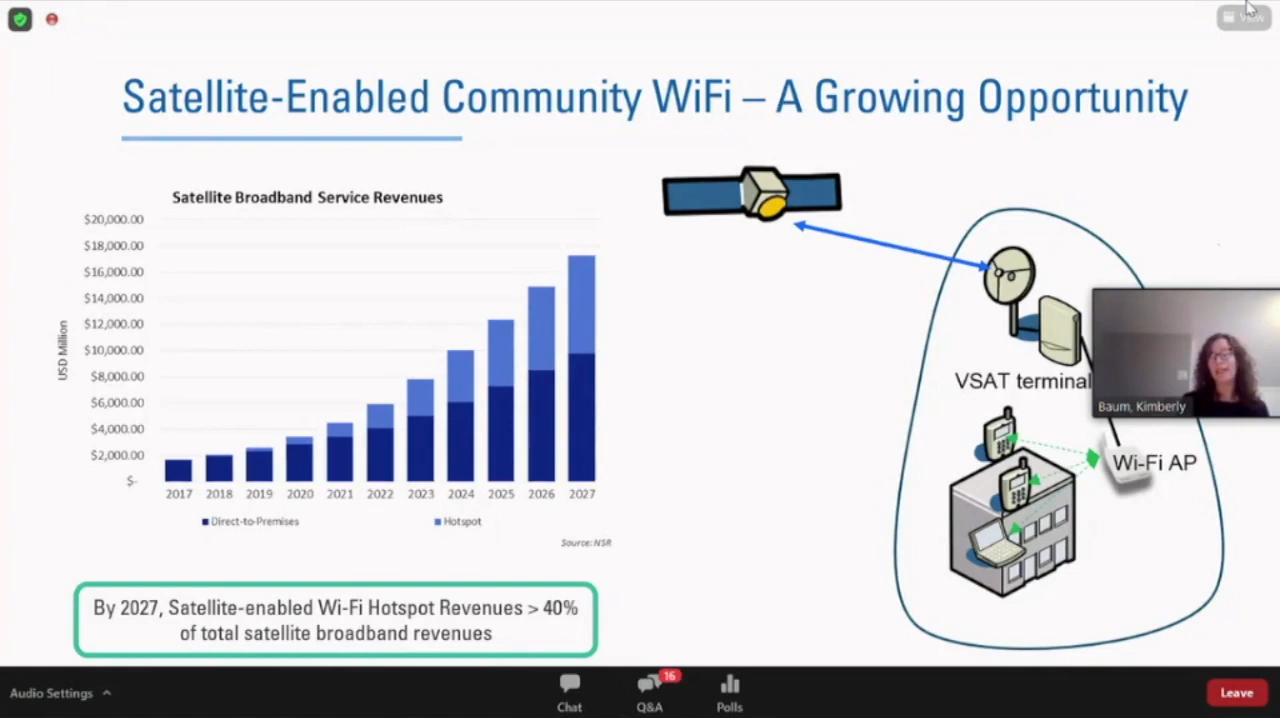 View
Satellite-Enabled Community WiFi – A Growing Opportunity
Satellite Broadband Service Revenues
$20,000.00
$18,000.00
$16,000.00
$14,000.00
$12,000.00
$10,000.00
$8,000.00
$6,000.00
$4,000.00
$2,000.00
$-
USD Million
2017 2018 2019 2020 2021 2022 2023 2024 2025 2026 2027
Direct-to-Premises Hotspot
Source: NSR
By 2027, Satellite-enabled Wi-Fi Hotspot Revenues > 40%
of total satellite broadband revenues
VSAT terminal
Baum, Kimberly
Wi-Fi AP
Audio Settings
Chat
16
Q&A
Polls
Leave